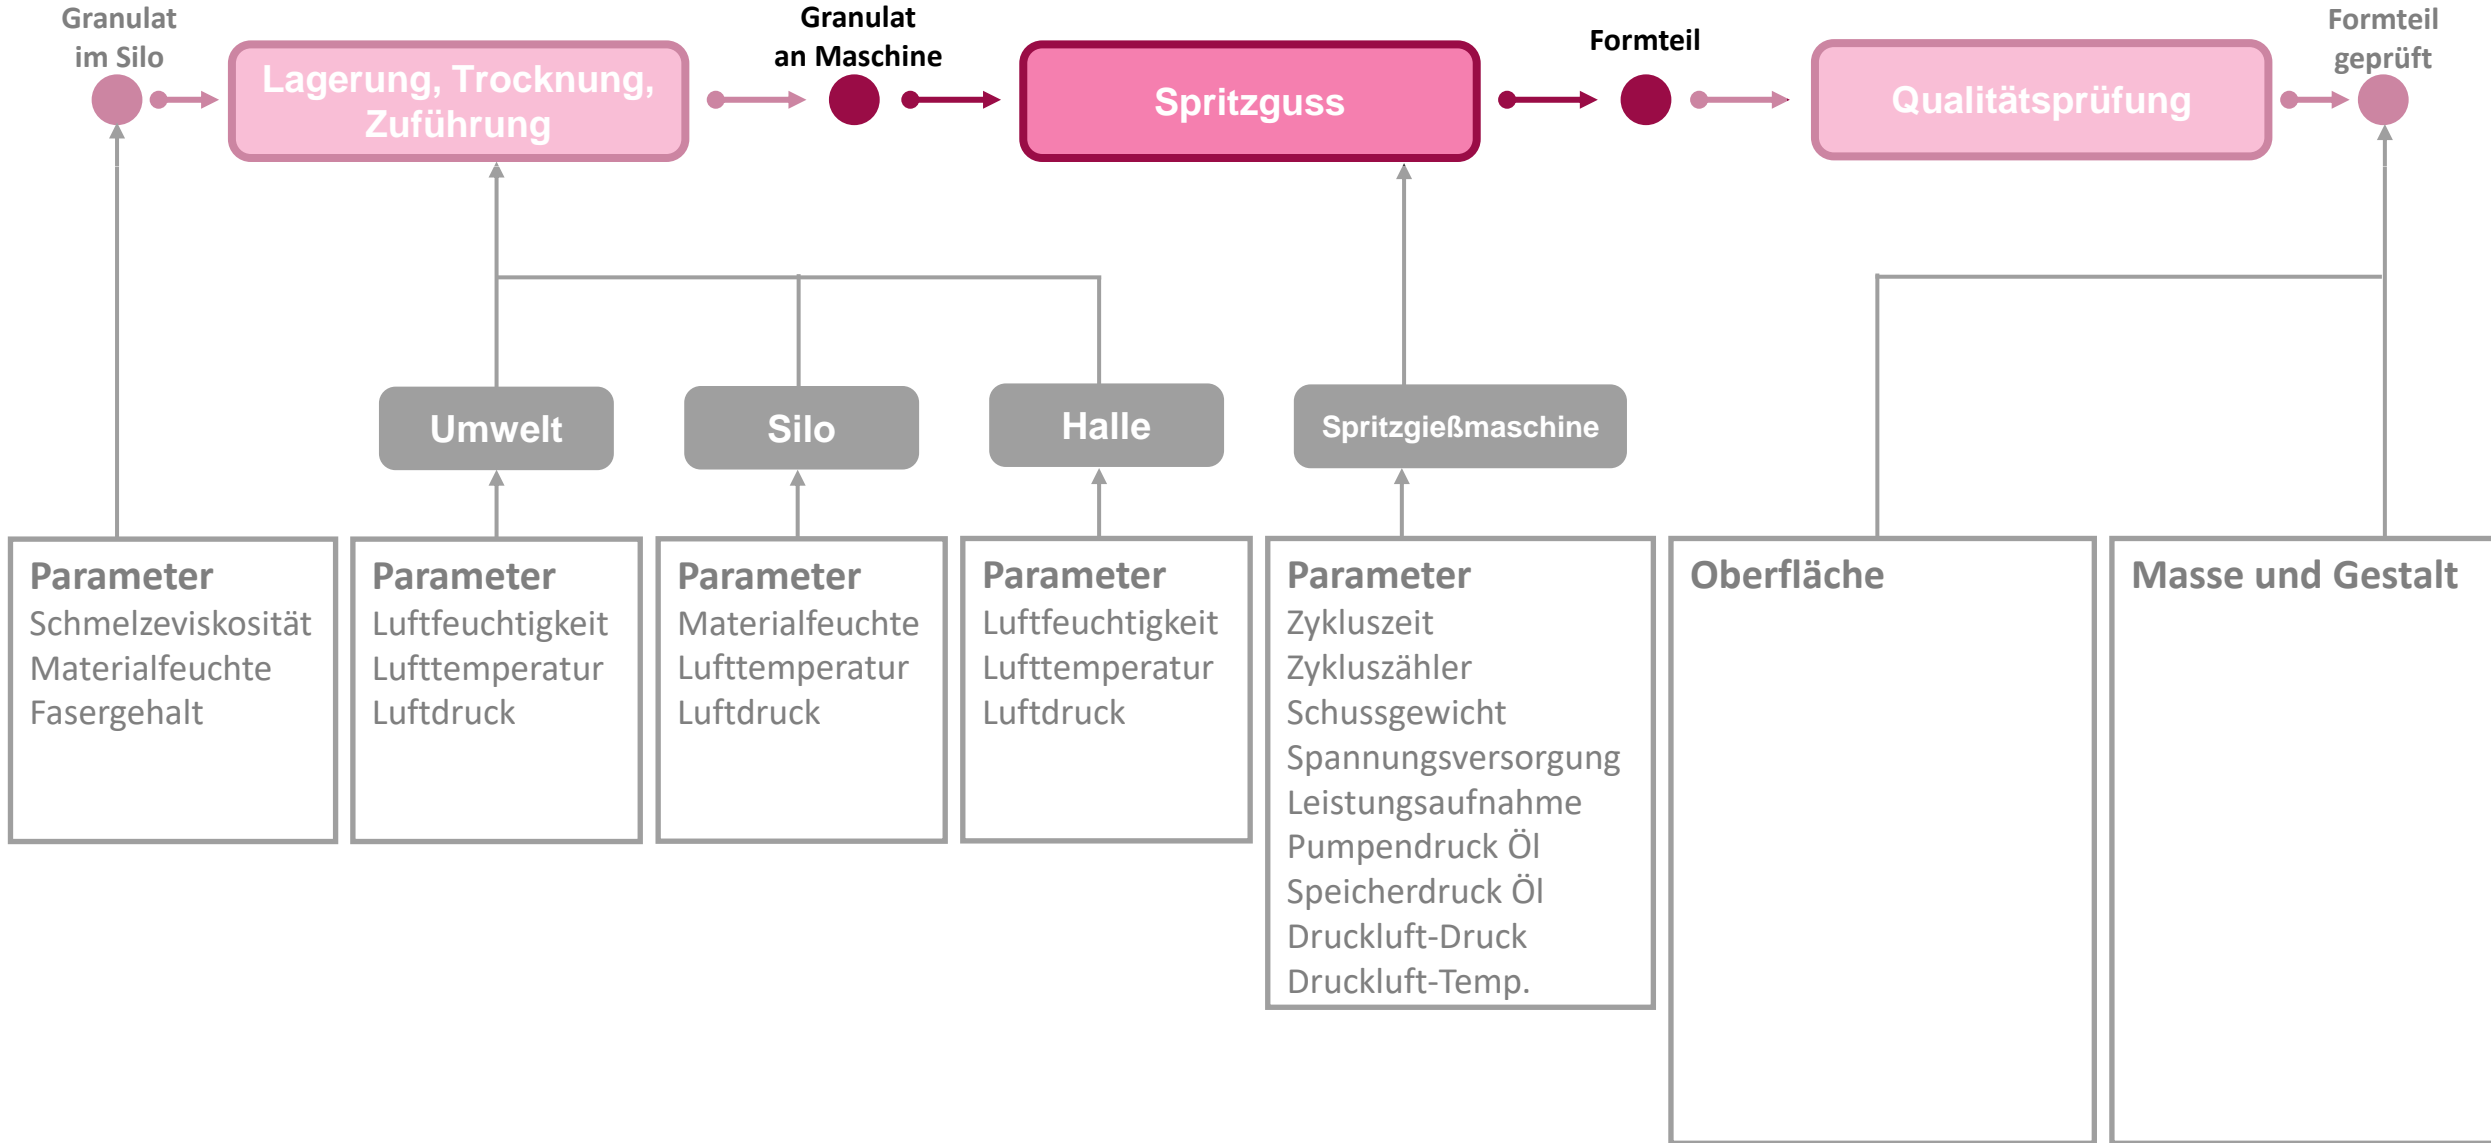 Granulat
im Silo
Lagerung, Trocknung,
Zuführung
Granulat
an Maschine
Spritzguss
Formteil
Qualitätsprüfung
Formteil
geprüft
Umwelt
Silo
Halle
Spritzgießmaschine
Parameter
Schmelzeviskosität
Materialfeuchte
Fasergehalt
Parameter
Luftfeuchtigkeit
Lufttemperatur
Luftdruck
Parameter
Materialfeuchte
Lufttemperatur
Luftdruck
Parameter
Luftfeuchtigkeit
Lufttemperatur
Luftdruck
Parameter
Zykluszeit
Zykluszähler
Schussgewicht
Spannungsversorgung
Leistungsaufnahme
Pumpendruck Öl
Speicherdruck Öl
Druckluft-Druck
Druckluft-Temp.
Oberfläche
Masse und Gestalt